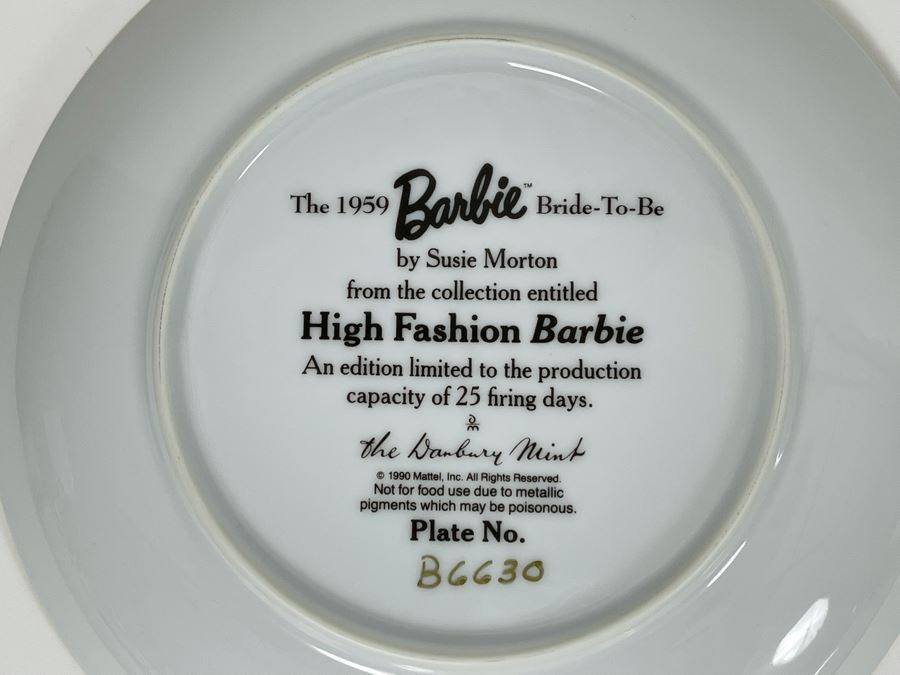 The 1959 Barbie™ Bride-To-Be
by Susie Morton
from the collection entitled
High Fashion Barbie
An edition limited to the production
capacity of 25 firing days.
the Danbury Mint
© 1990 Mattel, Inc. All Rights Reserved.
Not for food use due to metallic
pigments which may be poisonous.
Plate No.
B6630